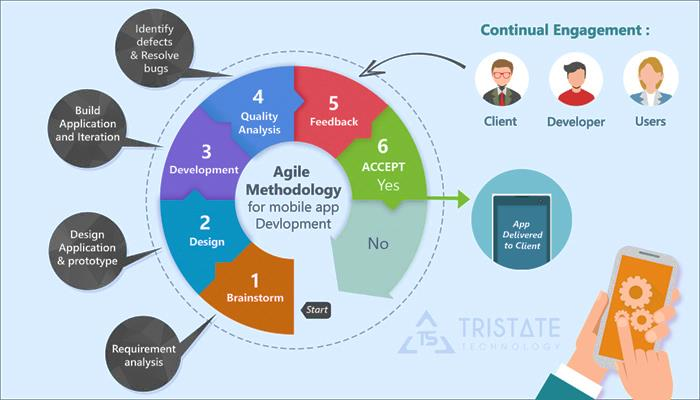 Identify
defects
& Resolve
bugs
Build
Application
and Iteration
Design
Application
& prototype
Requirement
analysis
1
Brainstorm
2
Design
3
Development
4
Quality
Analysis
5
Feedback
6
ACCEPT
Yes
No
Agile
Methodology
for mobile app
Devlopment
Start
Continual Engagement :
Client
Developer
Users
App
Delivered
to Client
TS
TRISTATE
TECHNOLOGY